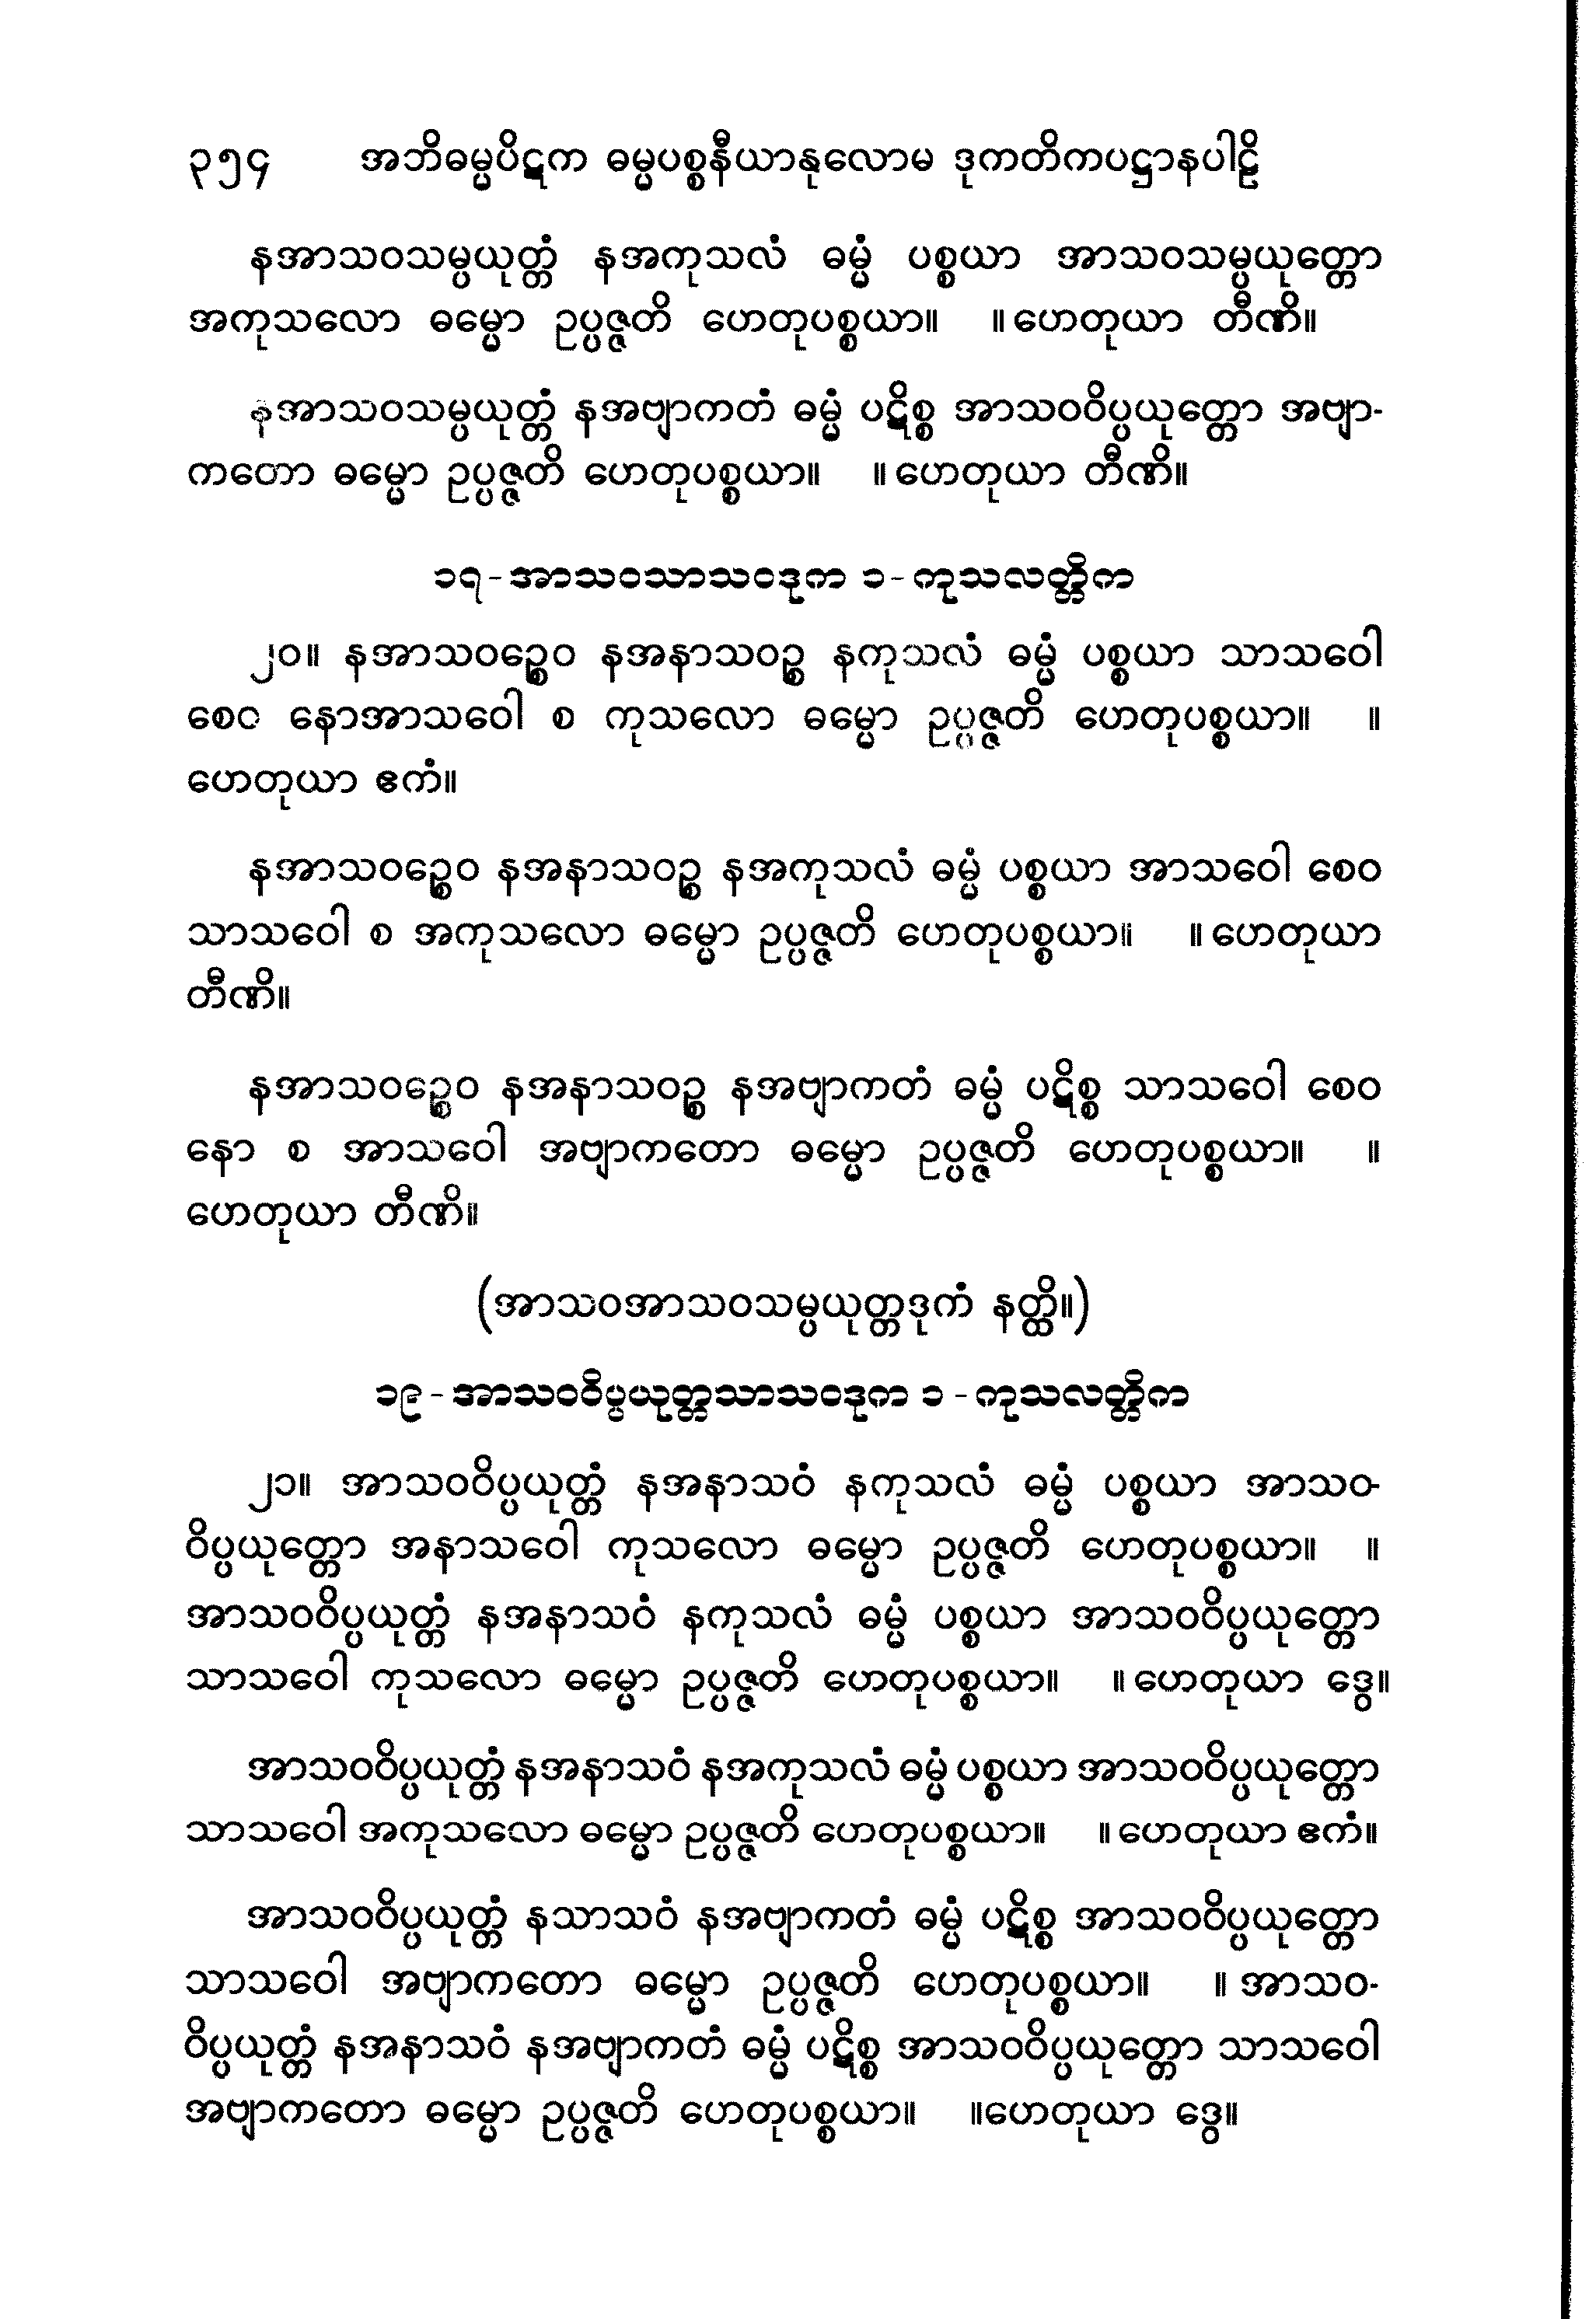 ၃၅၄ အဘိဓမ္မပိဋက ဓမ္မပစ္စနီယာနုလောမ ဒုကတိကပဋ္ဌာနပါဠိ
နအာသဝသမ္ပယုတ္တံ နအကုသလံ ဓမ္မံ ပစ္စယာ အာသဝသမ္ပယုတ္တော
အကုသလော ဓမ္မော ဥပ္ပဇ္ဇတိ ဟေတုပစ္စယာ။ ။ ဟေတုယာ တီဏိ။
နအာသဝသမ္ပယုတ္တံ နအဗျာကတံ ဓမ္မံ ပဋိစ္စ အာသဝဝိပ္ပယုတ္တော အဗျာ-
ကတော ဓမ္မော ဥပ္ပဇ္ဇတိ ဟေတုပစ္စယာ။ ။ ဟေတုယာ တီဏိ။
၁၇-အာသဝသာသဝဒုက ၁-ကုသလတ္တိက
၂၀။ နအာသဝဉ္စေဝ နအနာသဝဉ္စ နကုသလံ ဓမ္မံ ပစ္စယာ သာသဝေါ
စေဝ နောအာသဝေါ စ ကုသလော ဓမ္မော ဥပ္ပဇ္ဇတိ ဟေတုပစ္စယာ။ ။
ဟေတုယာ ဧကံ။
နအာသဝဉ္စေဝ နအနာသဝဉ္စ နအကုသလံ ဓမ္မံ ပစ္စယာ အာသဝေါ စေဝ
သာသဝေါ စ အကုသလော ဓမ္မော ဥပ္ပဇ္ဇတိ ဟေတုပစ္စယာ။ ။ ဟေတုယာ
တီဏိ။
နအာသဝဉ္စေဝ နအနာသဝဉ္စ နအဗျာကတံ ဓမ္မံ ပဋိစ္စ သာသဝေါ စေဝ
နော စ အာသဝေါ အဗျာကတော ဓမ္မော ဥပ္ပဇ္ဇတိ ဟေတုပစ္စယာ။ ။
ဟေတုယာ တီဏိ။
(အာသဝအာသဝသမ္ပယုတ္တဒုကံ နတ္ထိ။)
၁၉-အာသဝဝိပ္ပယုတ္တသာသဝဒုက ၁-ကုသလတ္တိက
၂၁။ အာသဝဝိပ္ပယုတ္တံ နအနာသဝံ နကုသလံ ဓမ္မံ ပစ္စယာ အာသဝ-
ဝိပ္ပယုတ္တော အနာသဝေါ ကုသလော ဓမ္မော ဥပ္ပဇ္ဇတိ ဟေတုပစ္စယာ။ ။
အာသဝဝိပ္ပယုတ္တံ နအနာသဝံ နကုသလံ ဓမ္မံ ပစ္စယာ အာသဝဝိပ္ပယုတ္တော
သာသဝေါ ကုသလော ဓမ္မော ဥပ္ပဇ္ဇတိ ဟေတုပစ္စယာ။ ။ ဟေတုယာ ဒွေ။
အာသဝဝိပ္ပယုတ္တံ နအနာသဝံ နအကုသလံ ဓမ္မံ ပစ္စယာ အာသဝဝိပ္ပယုတ္တော
သာသဝေါ အကုသလော ဓမ္မော ဥပ္ပဇ္ဇတိ ဟေတုပစ္စယာ။ ။ ဟေတုယာ ဧကံ။
အာသဝဝိပ္ပယုတ္တံ နသာသဝံ နအဗျာကတံ ဓမ္မံ ပဋိစ္စ အာသဝဝိပ္ပယုတ္တော
သာသဝေါ အဗျာကတော ဓမ္မော ဥပ္ပဇ္ဇတိ ဟေတုပစ္စယာ။ ။ အာသဝ-
ဝိပ္ပယုတ္တံ နအနာသဝံ နအဗျာကတံ ဓမ္မံ ပဋိစ္စ အာသဝဝိပ္ပယုတ္တော သာသဝေါ
အဗျာကတော ဓမ္မော ဥပ္ပဇ္ဇတိ ဟေတုပစ္စယာ။ ။ဟေတုယာ ဒွေ။